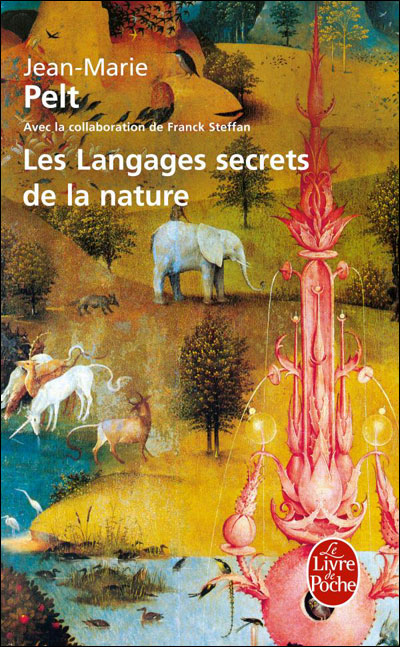 Jean-Marie
Pelt
Avec la collaboration de Franck Steffan
Les Langages secrets
de la nature
Le
Livre
de
Poche